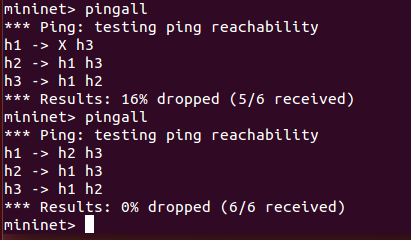 mininet> pingall
*** Ping: testing ping reachability
h1 -> X h3
h2 -> h1 h3
h3 -> h1 h2
*** Results: 16% dropped (5/6 received)
mininet> pingall
*** Ping: testing ping reachability
h1 -> h2 h3
h2 -> h1 h3
h3 -> h1 h2
*** Results: 0% dropped (6/6 received)
mininet>